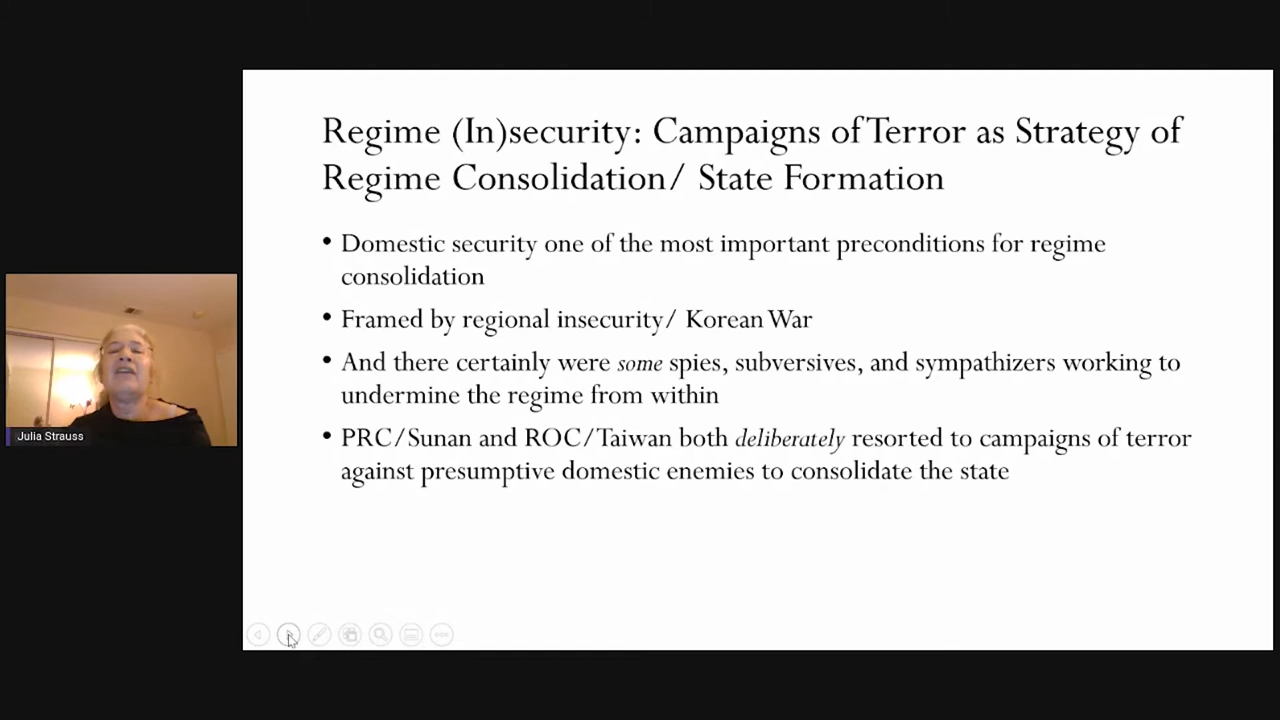 Regime (In)security: Campaigns of Terror as Strategy of
Regime Consolidation/ State Formation
• Domestic security one of the most important preconditions for regime
consolidation
• Framed by regional insecurity/ Korean War
• And there certainly were some spies, subversives, and sympathizers working to
undermine the regime from within
• PRC/Sunan and ROC/Taiwan both deliberately resorted to campaigns of terror
against presumptive domestic enemies to consolidate the state
Julia Strauss